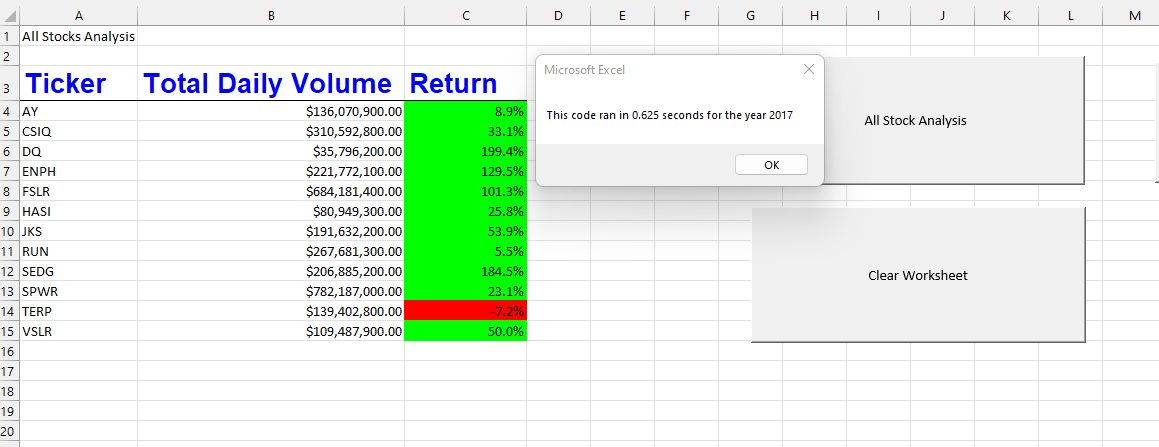 A B C D E F G H I J K L M
1 All Stocks Analysis
2
3 Ticker Total Daily Volume Return
4 AY $136,070,900.00 8.9%
5 CSIQ $310,592,800.00 33.1%
6 DQ $35,796,200.00 199.4%
7 ENPH $221,772,100.00 129.5%
8 FSLR $684,181,400.00 101.3%
9 HASI $80,949,300.00 25.8%
10 JKS $191,632,200.00 53.9%
11 RUN $267,681,300.00 5.5%
12 SEDG $206,885,200.00 184.5%
13 SPWR $782,187,000.00 23.1%
14 TERP $139,402,800.00 -7.2%
15 VSLR $109,487,900.00 50.0%
16
17
18
19
20
Microsoft Excel
This code ran in 0.625 seconds for the year 2017
OK
All Stock Analysis
Clear Worksheet